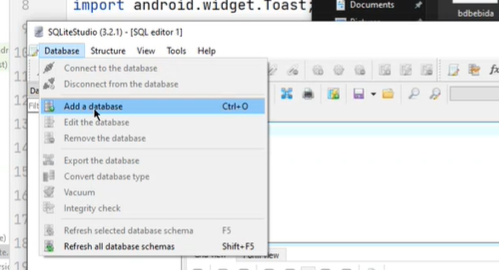 8
import android.widget.Toast;
Documents
bdbebida
SQLiteStudio (3.2.1) - [SQL editor 1]
Database Structure View Tools Help
Connect to the database
Disconnect from the database
Add a database Ctrl+O
Edit the database
Remove the database
Export the database
Convert database type
Vacuum
Integrity check
Refresh selected database schema F5
Refresh all database schemas Shift+F5